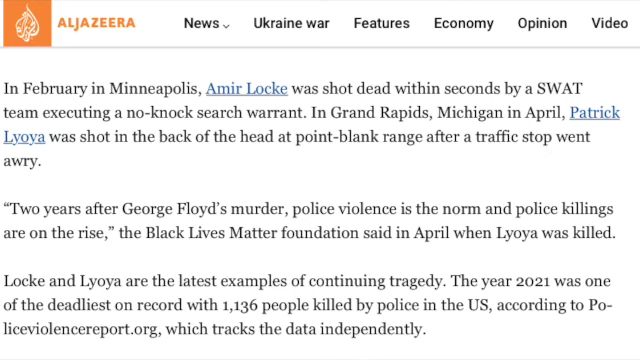 ALJAZEERA News Ukraine war Features Economy Opinion Video
In February in Minneapolis, Amir Locke was shot dead within seconds by a SWAT
team executing a no-knock search warrant. In Grand Rapids, Michigan in April, Patrick
Lyoya was shot in the back of the head at point-blank range after a traffic stop went
awry.
“Two years after George Floyd’s murder, police violence is the norm and police killings
are on the rise,” the Black Lives Matter foundation said in April when Lyoya was killed.
Locke and Lyoya are the latest examples of continuing tragedy. The year 2021 was one
of the deadliest on record with 1,136 people killed by police in the US, according to Po-
liceviolencereport.org, which tracks the data independently.